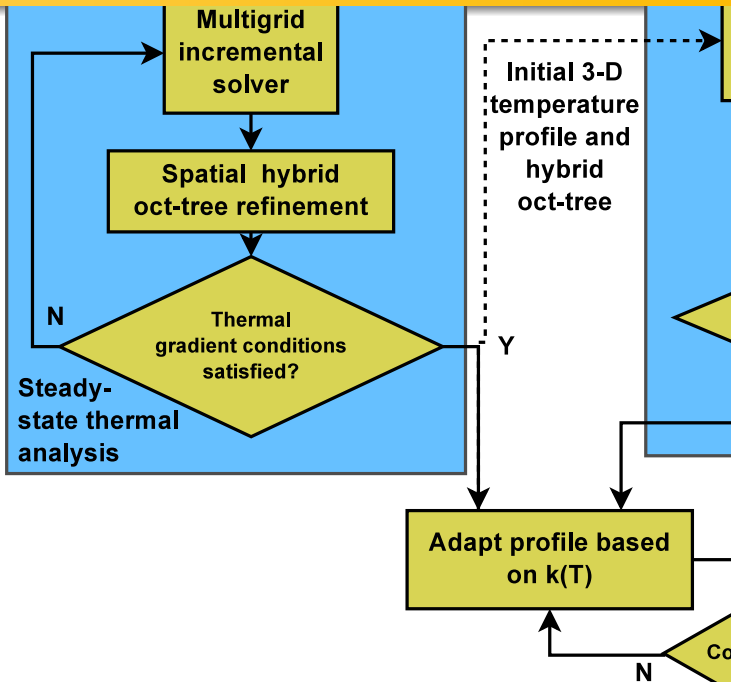 Multigrid
incremental
solver
Spatial hybrid
oct-tree refinement
Thermal
gradient conditions
satisfied?
N
Y
Steady-
state thermal
analysis
Initial 3-D
temperature
profile and
hybrid
oct-tree
Adapt profile based
on k(T)
N